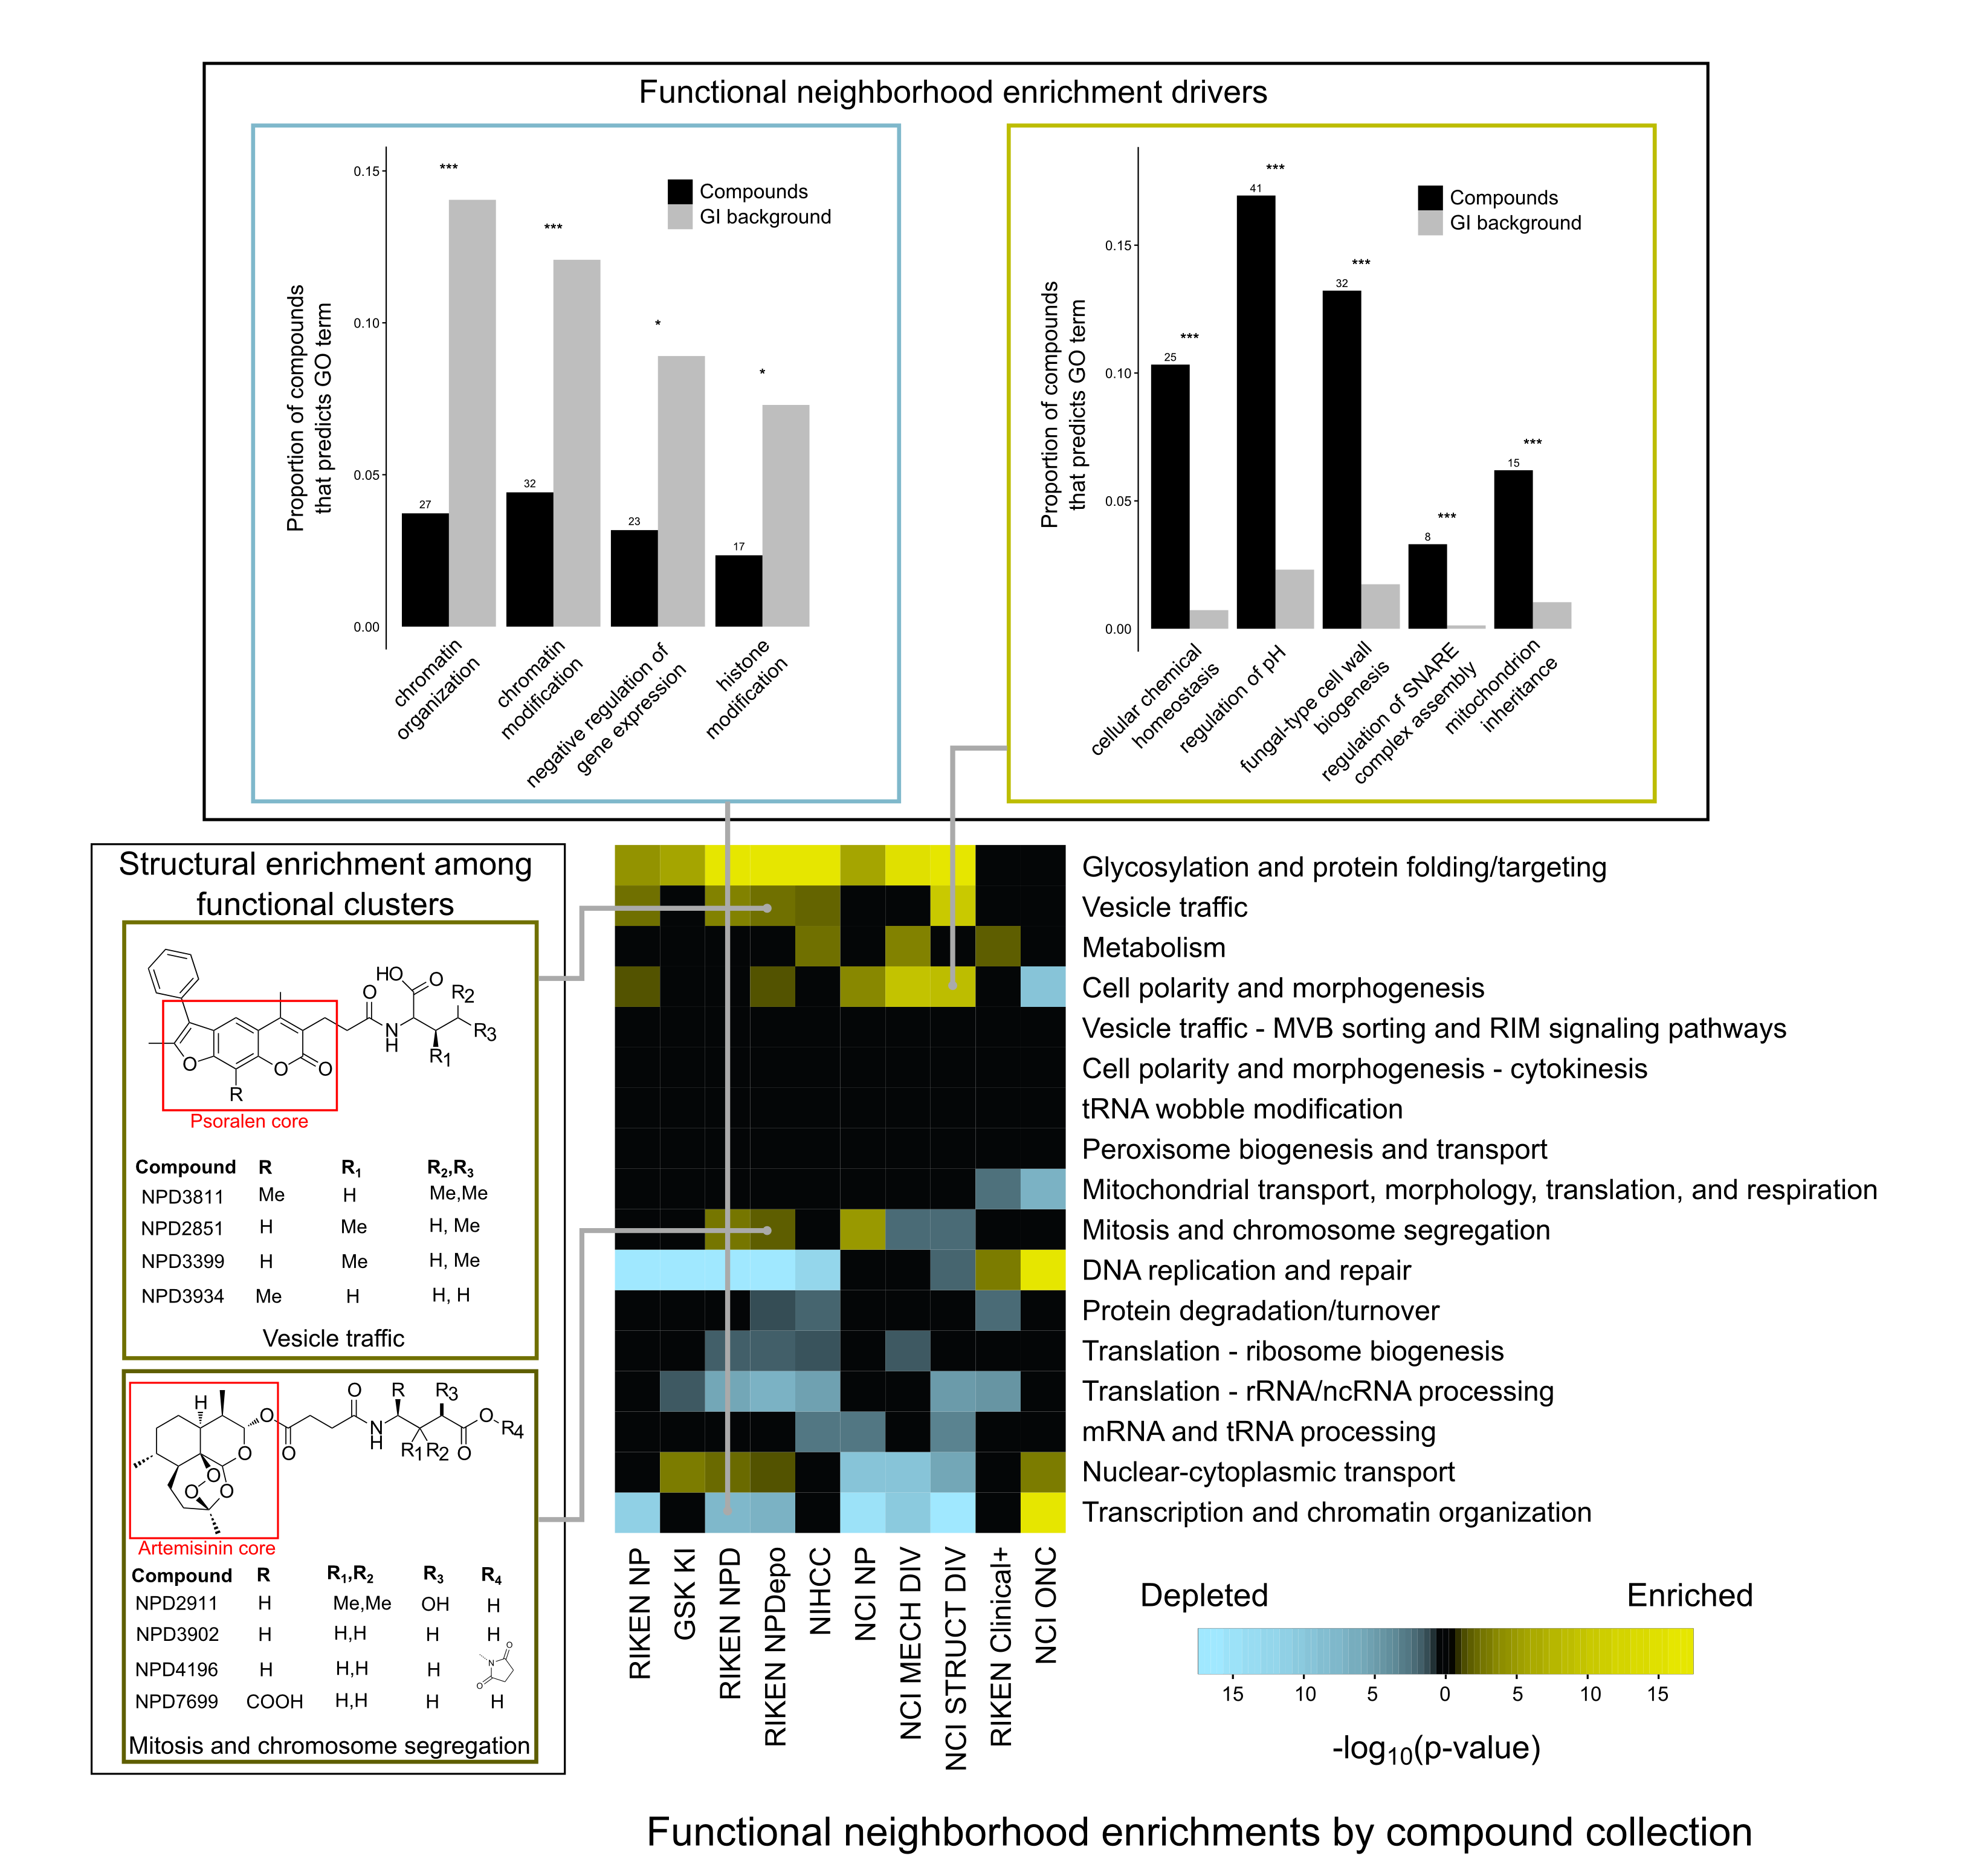 Functional neighborhood enrichment drivers
Proportion of compounds
that predicts GO term
0.15
0.10
0.05
0.00
***
***
*
*
27
32
23
17
Compounds
GI background
chromatin
organization
chromatin
modification
negative regulation of
gene expression
histone
modification
Proportion of compounds
that predicts GO term
0.15
0.10
0.05
0.00
***
***
***
***
***
25
41
32
8
15
Compounds
GI background
cellular chemical
homeostasis
regulation of pH
fungal-type cell wall
biogenesis
regulation of SNARE
complex assembly
mitochondrion
inheritance
Structural enrichment among
functional clusters
HO
O
O
R2
R3
N
H
R1
O
O
O
R
Psoralen core
Compound R R1 R2,R3
NPD3811 Me H Me,Me
NPD2851 H Me H, Me
NPD3399 H Me H, Me
NPD3934 Me H H, H
Vesicle traffic
H
O
O
O
O
O
O
O
N
H
R
R1
R2
R3
O
O
R4
Artemisinin core
Compound R R1,R2 R3 R4
NPD2911 H Me,Me OH H
NPD3902 H H,H H H
NPD4196 H H,H H
N
O
O
NPD7699 COOH H,H H H
Mitosis and chromosome segregation
Glycosylation and protein folding/targeting
Vesicle traffic
Metabolism
Cell polarity and morphogenesis
Vesicle traffic - MVB sorting and RIM signaling pathways
Cell polarity and morphogenesis - cytokinesis
tRNA wobble modification
Peroxisome biogenesis and transport
Mitochondrial transport, morphology, translation, and respiration
Mitosis and chromosome segregation
DNA replication and repair
Protein degradation/turnover
Translation - ribosome biogenesis
Translation - rRNA/ncRNA processing
mRNA and tRNA processing
Nuclear-cytoplasmic transport
Transcription and chromatin organization
RIKEN NP
GSK KI
RIKEN NPD
RIKEN NPDepo
NIHCC
NCI NP
NCI MECH DIV
NCI STRUCT DIV
RIKEN Clinical+
NCI ONC
Depleted Enriched
15 10 5 0 5 10 15
-log10(p-value)
Functional neighborhood enrichments by compound collection